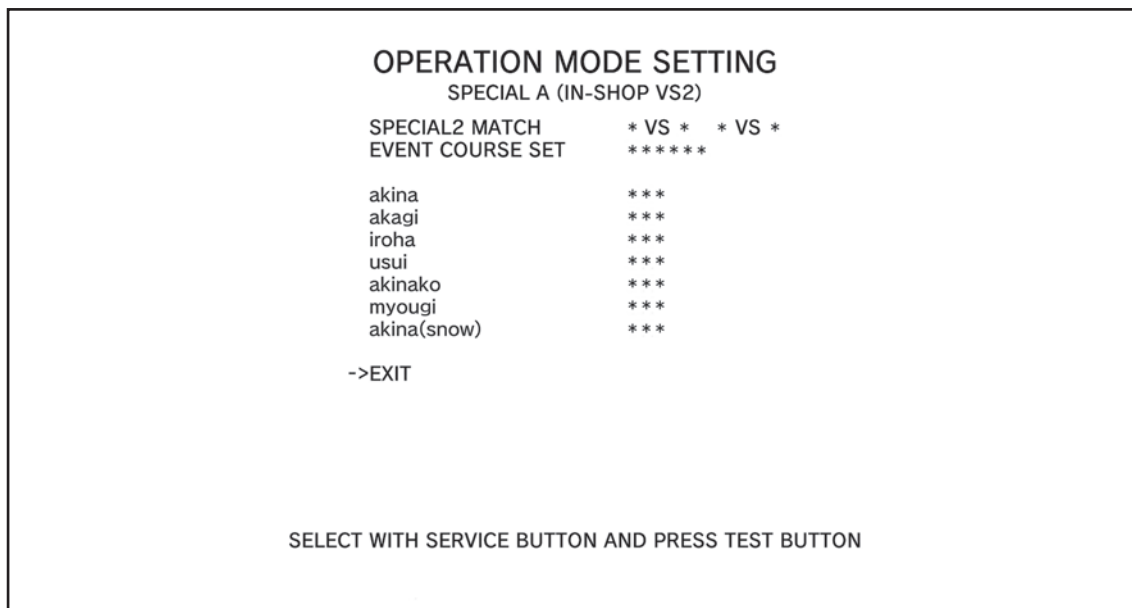 OPERATION MODE SETTING
SPECIAL A (IN-SHOP VS2)
SPECIAL2 MATCH * VS * * VS *
EVENT COURSE SET ******
akina ***
akagi ***
iroha ***
usui ***
akinako ***
myougi ***
akina(snow) ***
->EXIT
SELECT WITH SERVICE BUTTON AND PRESS TEST BUTTON